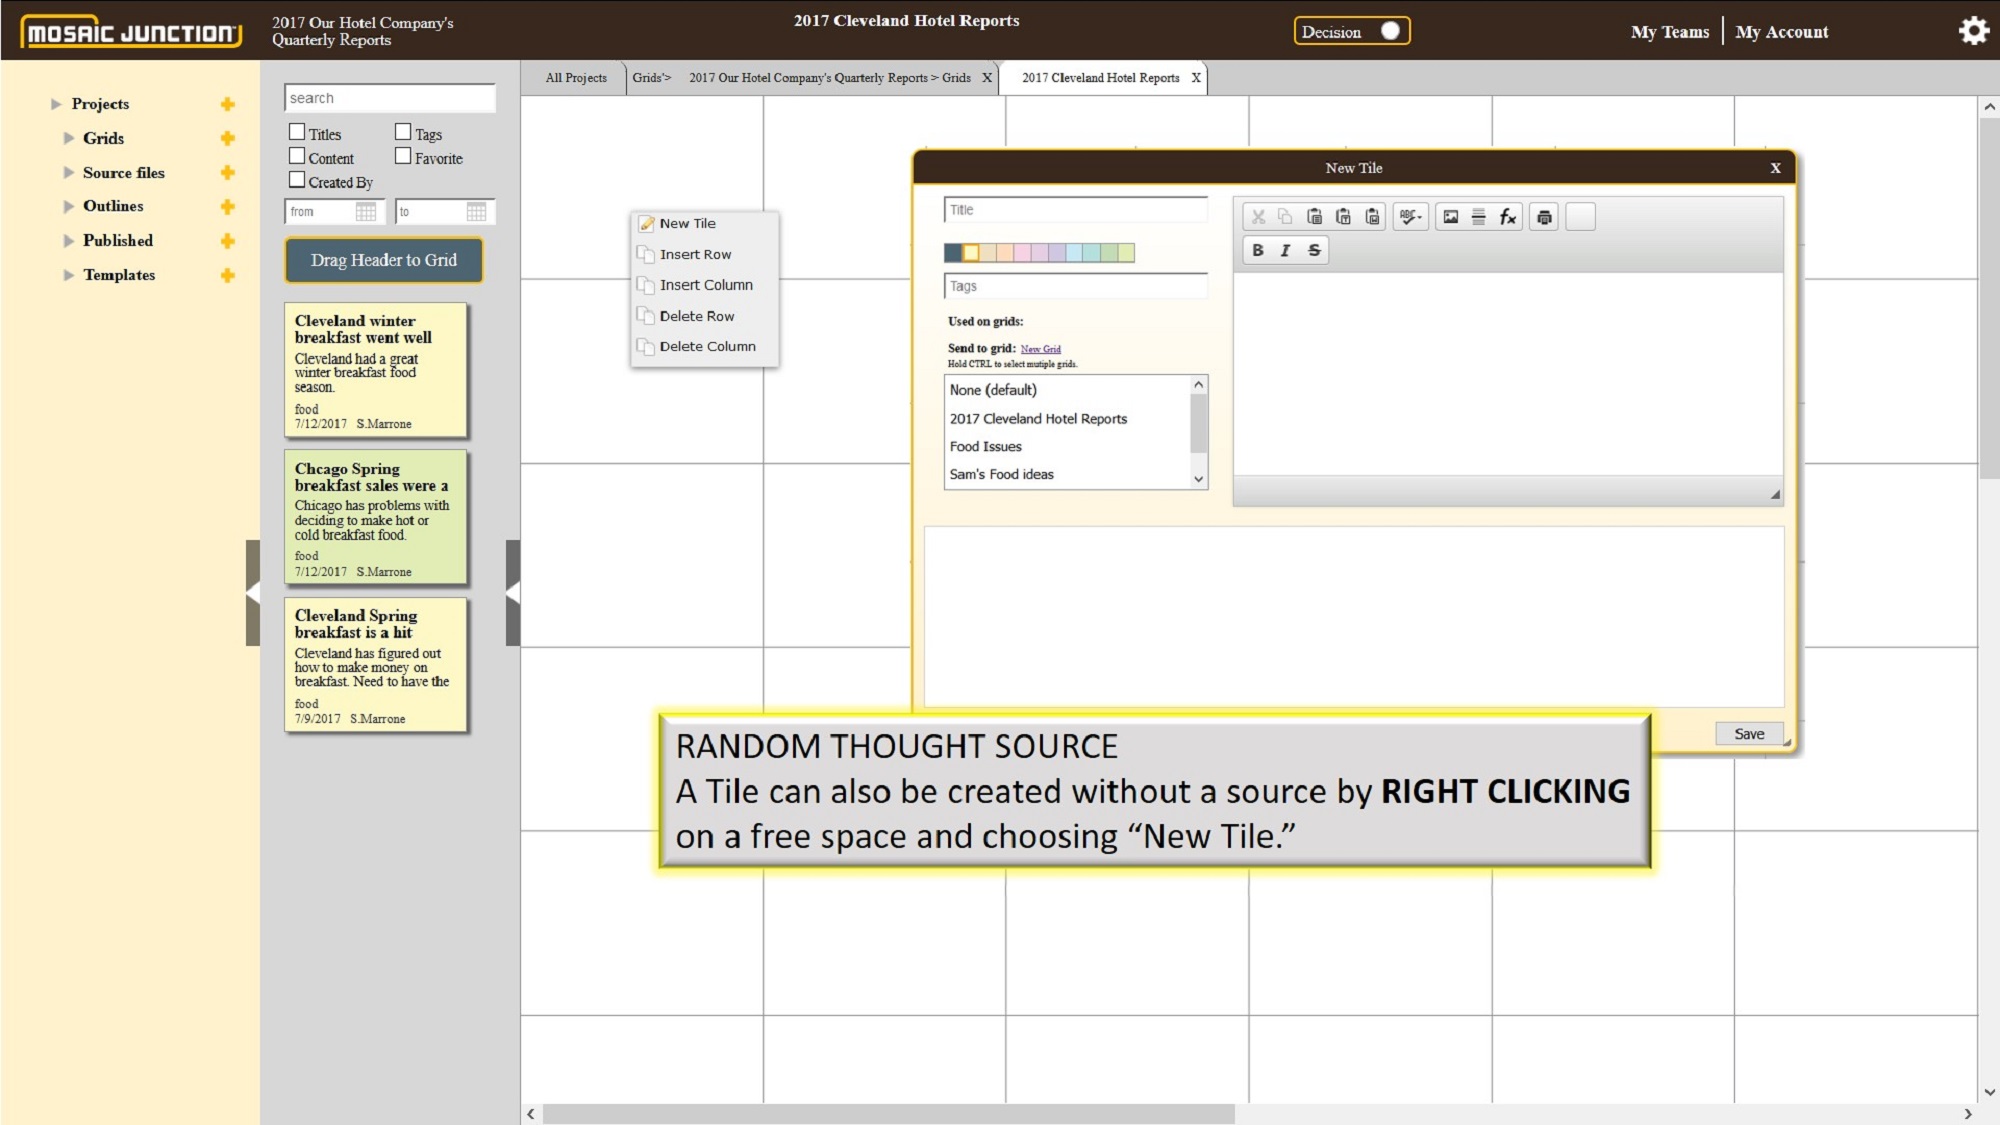 MOSAIC JUNCTION
2017 Our Hotel Company's
Quarterly Reports
2017 Cleveland Hotel Reports
Decision
My Teams
My Account
Projects
Grids
Source files
Outlines
Published
Templates
search
Titles
Tags
Content
Favorite
Created By
from
to
Drag Header to Grid
Cleveland winter
breakfast went well
Cleveland had a great
winter breakfast food
season.
food
7/12/2017 S.Marrone
Chcago Spring
breakfast sales were a
Chicago has problems with
deciding to make hot or
cold breakfast food.
food
7/12/2017 S.Marrone
Cleveland Spring
breakfast is a hit
Cleveland has figured out
how to make money on
breakfast. Need to have the
food
7/9/2017 S.Marrone
All Projects
Grids'> 2017 Our Hotel Company's Quarterly Reports > Grids X
2017 Cleveland Hotel Reports X
New Tile
Insert Row
Insert Column
Delete Row
Delete Column
New Tile
X
Title
Tags
Used on grids:
Send to grid: New Grid
Hold CTRL to select mutiple grids.
None (default)
2017 Cleveland Hotel Reports
Food Issues
Sam's Food ideas
ABC
fx
B I S
Save
RANDOM THOUGHT SOURCE
A Tile can also be created without a source by RIGHT CLICKING
on a free space and choosing “New Tile.”